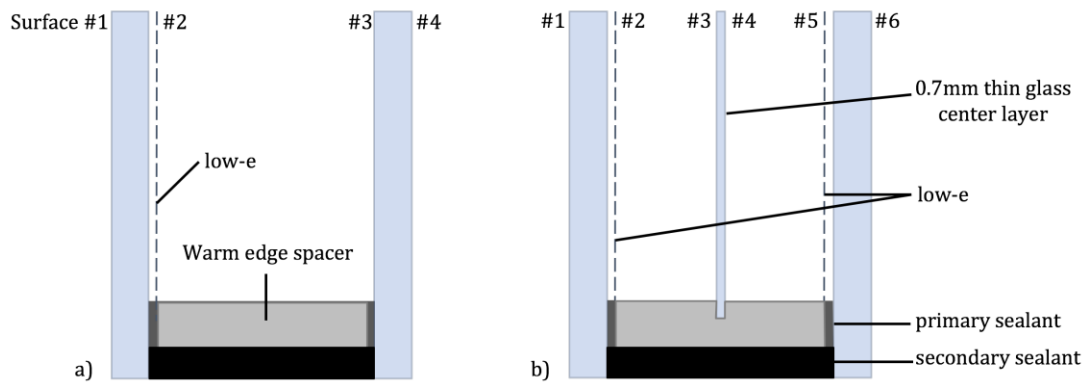 Surface #1 #2 #3 #4
#1 #2 #3 #4 #5 #6
0.7mm thin glass
center layer
low-e
low-e
Warm edge spacer
primary sealant
secondary sealant
a)
b)